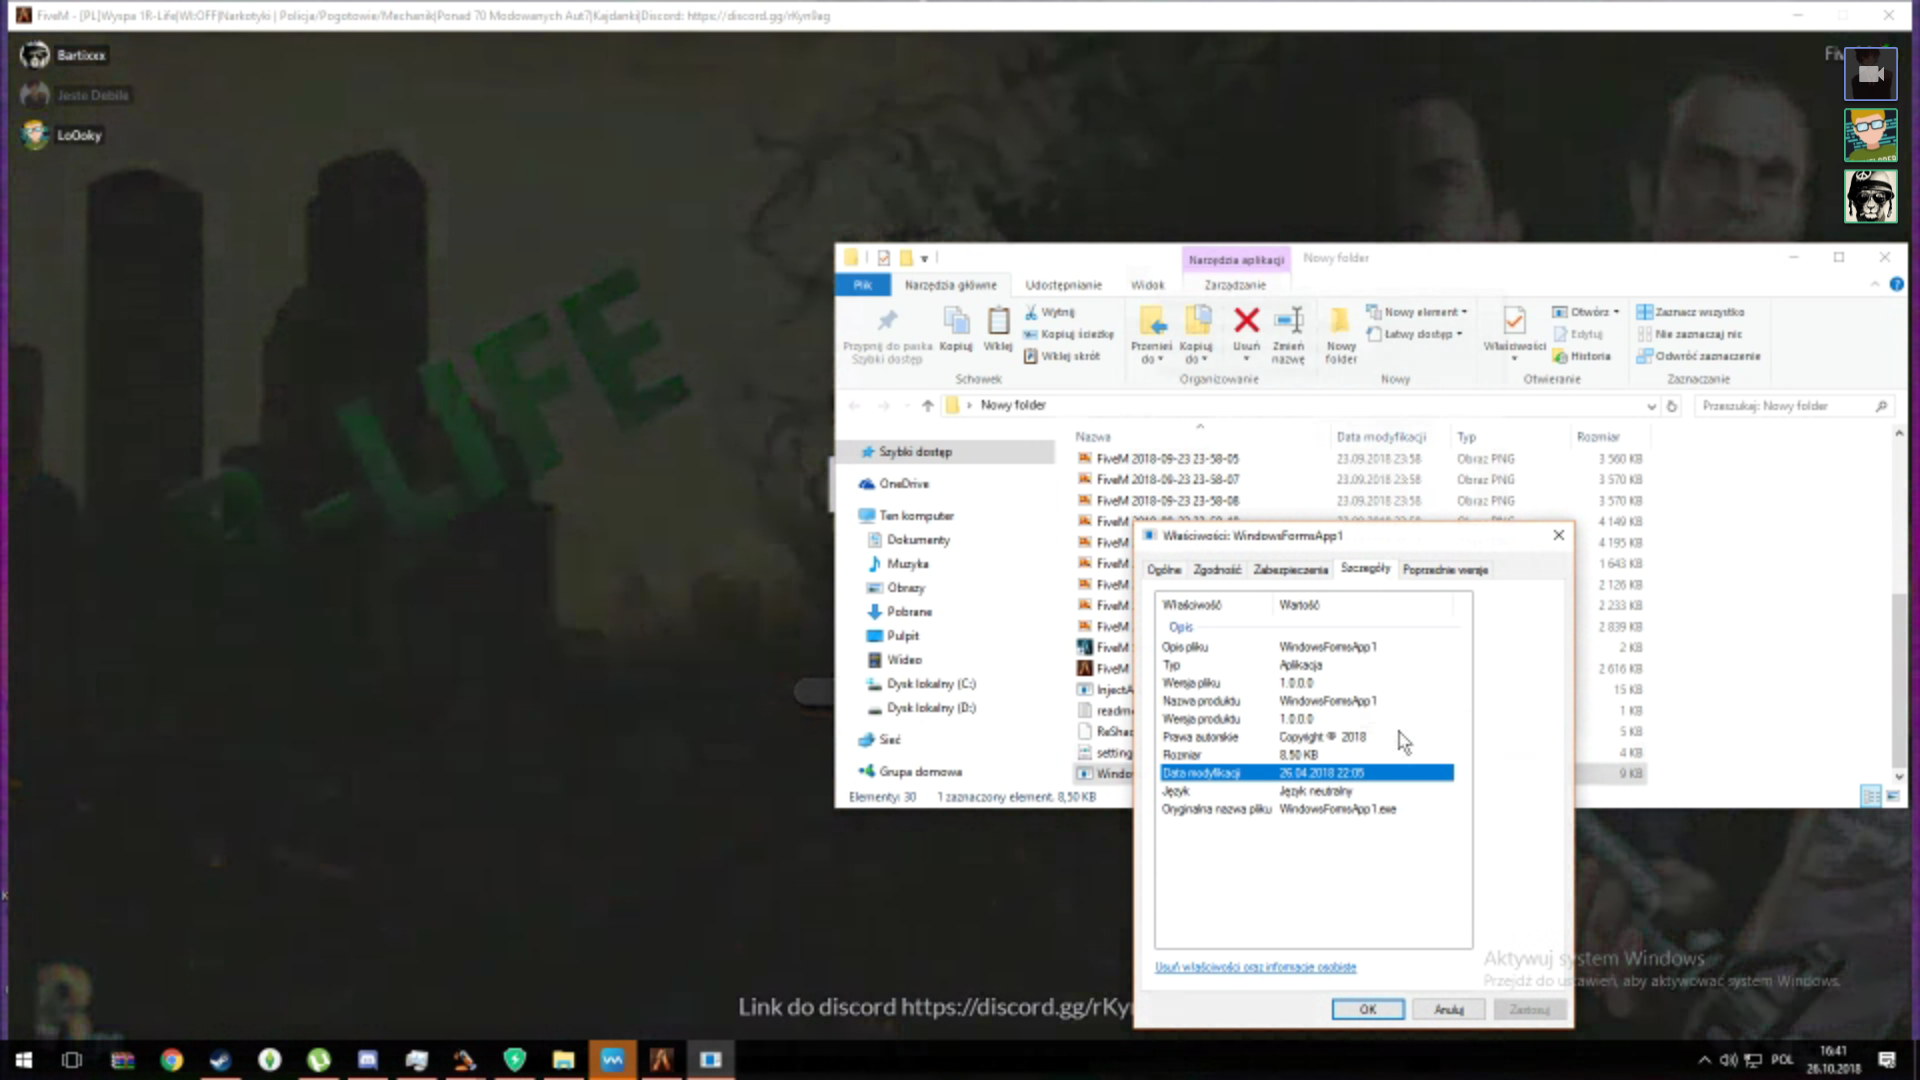 FiveM - [PL]Wyspa 1R-Life|Wl:OFF|Narkotyki | Policja/Pogotowie/Mechanik|Ponad 70 Modowanych Aut?|Kajdanki|Discord:
Bartixxx
Jeste Debile
LoOoky
R-LIFE
Narzędzia aplikacji
Nowy folder
Plik
Narzędzia główne
Udostępnianie
Widok
Zarządzanie
Przypnij do paska
Szybki dostęp
Kopiuj
Wklej
Wytnij
Kopiuj ścieżkę
Wklej skrót
Schowek
Przenieś
do
Kopiuj
do
Usuń
Zmień
nazwę
Organizowanie
Nowy
folder
Nowy element
Łatwy dostęp
Nowy
Właściwości
Otwórz
Edytuj
Historia
Otwieranie
Zaznacz wszystko
Nie zaznaczaj nic
Odwróć zaznaczenie
Zaznaczanie
Nowy folder
Przeszukaj: Nowy folder
Szybki dostęp
OneDrive
Ten komputer
Dokumenty
Muzyka
Obrazy
Pobrane
Pulpit
Wideo
Dysk lokalny (C:)
Dysk lokalny (D:)
Sieć
Grupa domowa
Nazwa Data modyfikacji Typ Rozmiar
FiveM 2018-09-23 23-58-05 23.09.2018 23:58 Obraz PNG 3 560 KB
FiveM 2018-09-23 23-58-07 23.09.2018 23:58 Obraz PNG 3 570 KB
FiveM 2018-09-23 23-58-08 23.09.2018 23:58 Obraz PNG 3 570 KB
FiveM 4 149 KB
FiveM 4 195 KB
FiveM 1 643 KB
FiveM 2 126 KB
FiveM 2 233 KB
FiveM 2 839 KB
FiveM 2 KB
FiveM 2 616 KB
InjectA 15 KB
readm 1 KB
ReSha 5 KB
setting 4 KB
Windo 9 KB
Elementy: 30 1 zaznaczony element. 8,50 KB
Właściwości: WindowsFormsApp1
Ogólne Zgodność Zabezpieczenia Szczegóły Poprzednie wersje
Właściwość Wartość
Opis
Opis pliku WindowsFormsApp1
Typ Aplikacja
Wersja pliku 1.0.0.0
Nazwa produktu WindowsFormsApp1
Wersja produktu 1.0.0.0
Prawa autorskie Copyright © 2018
Rozmiar 8,50 KB
Data modyfikacji 26.04.2018 22:05
Język Język neutralny
Oryginalna nazwa pliku WindowsFormsApp1.exe
Usuń właściwości oraz informacje osobiste
OK Anuluj Zastosuj
Aktywuj system Windows
Przejdź do ustawień, aby aktywować system Windows.
Link do discord https://discord.gg/rKy
POL
16:41
26.10.2018